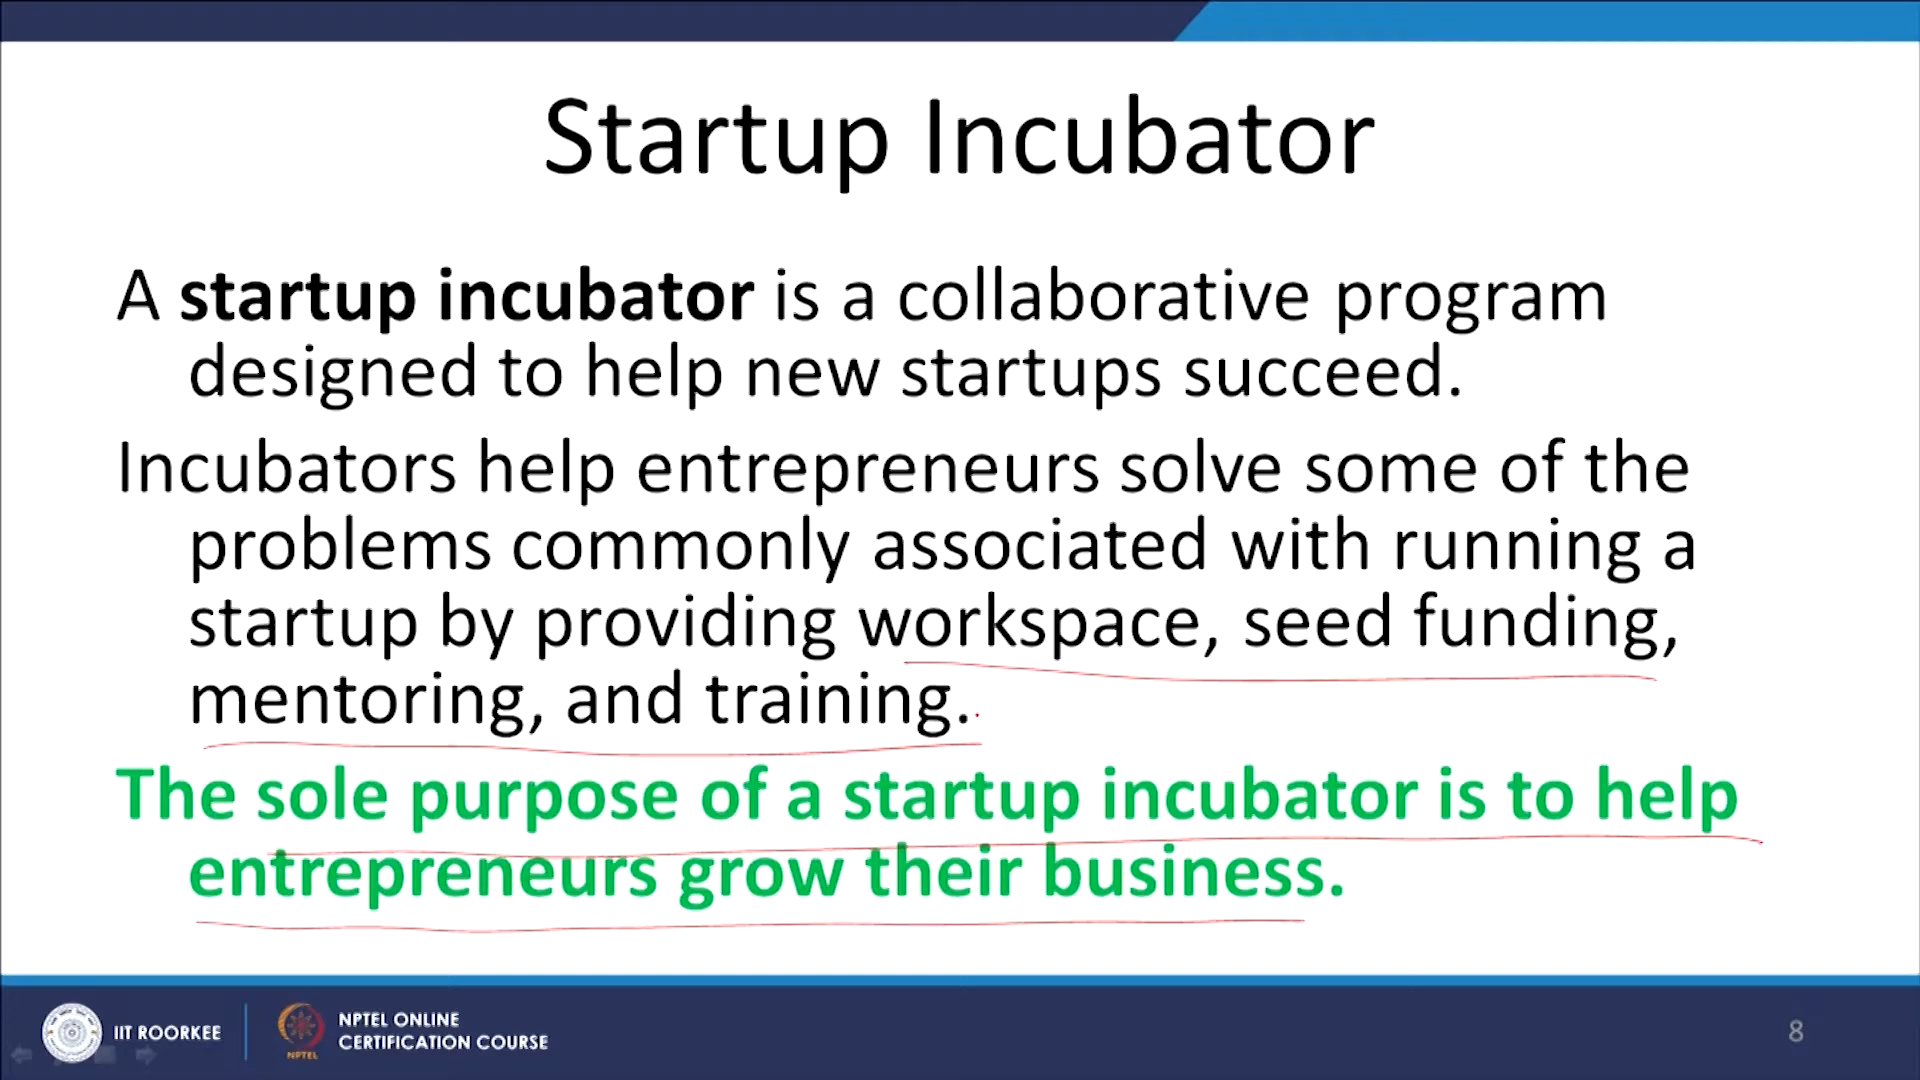 Startup Incubator
A startup incubator is a collaborative program
designed to help new startups succeed.
Incubators help entrepreneurs solve some of the
problems commonly associated with running a
startup by providing workspace, seed funding,
mentoring, and training.
The sole purpose of a startup incubator is to help
entrepreneurs grow their business.
IIT ROORKEE
NPTEL
NPTEL ONLINE
CERTIFICATION COURSE
8